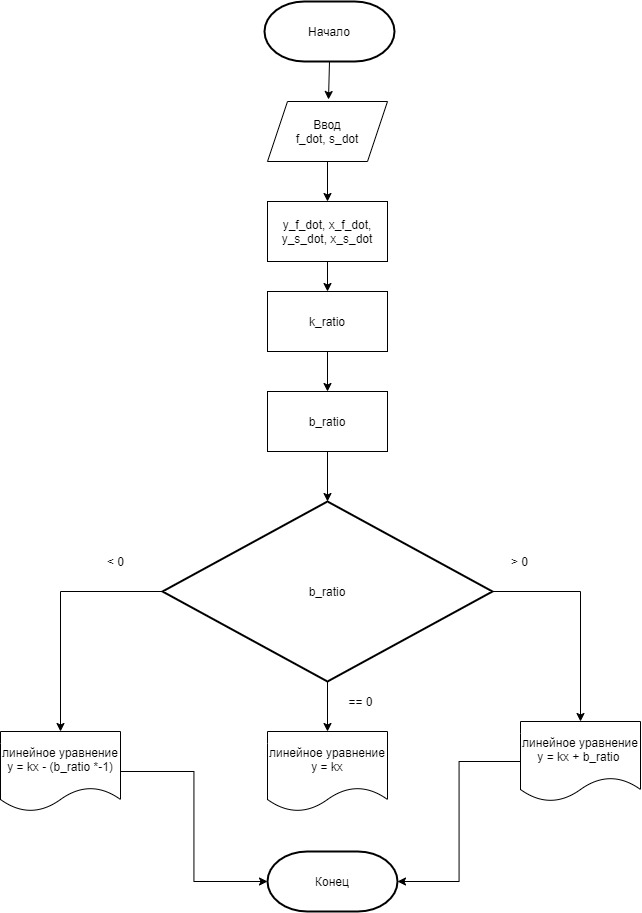 Начало
Ввод
f_dot, s_dot
y_f_dot, x_f_dot,
y_s_dot, x_s_dot
k_ratio
b_ratio
< 0
> 0
b_ratio
== 0
линейное уравнение
y = kx - (b_ratio *-1)
линейное уравнение
y = kx
линейное уравнение
y = kx + b_ratio
Конец